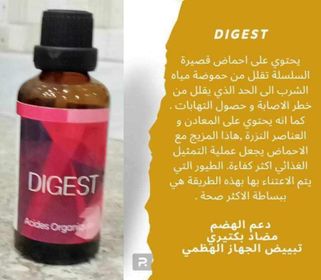 DIGEST
Acides Organiq
DIGEST
يحتوي على احماض قصيرة
السلسلة تقلل من حموضة مياه
الشرب الى الحد الذي يقلل من
خطر الاصابة و حصول التهابات .
كما انه يحتوي على المعادن و
العناصر النزرة ,هاذا المزيج مع
الاحماض يجعل عملية التمثيل
الغذائي اكثر كفاءة. الطيور التي
يتم الاعتناء بها بهذه الطريقة هي
ببساطة الاكثر صحة .
دعم الهضم
مضاد بكتيري
تبييض الجهاز الهظمي